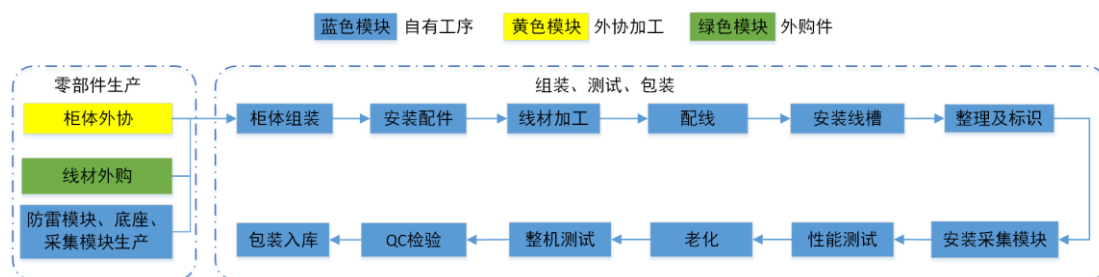 蓝色模块 自有工序 黄色模块 外协加工 绿色模块 外购件
零部件生产
组装、测试、包装
柜体外协
柜体组装
安装配件
线材加工
配线
安装线槽
整理及标识
线材外购
防雷模块、底座、
采集模块生产
包装入库
QC检验
整机测试
老化
性能测试
安装采集模块